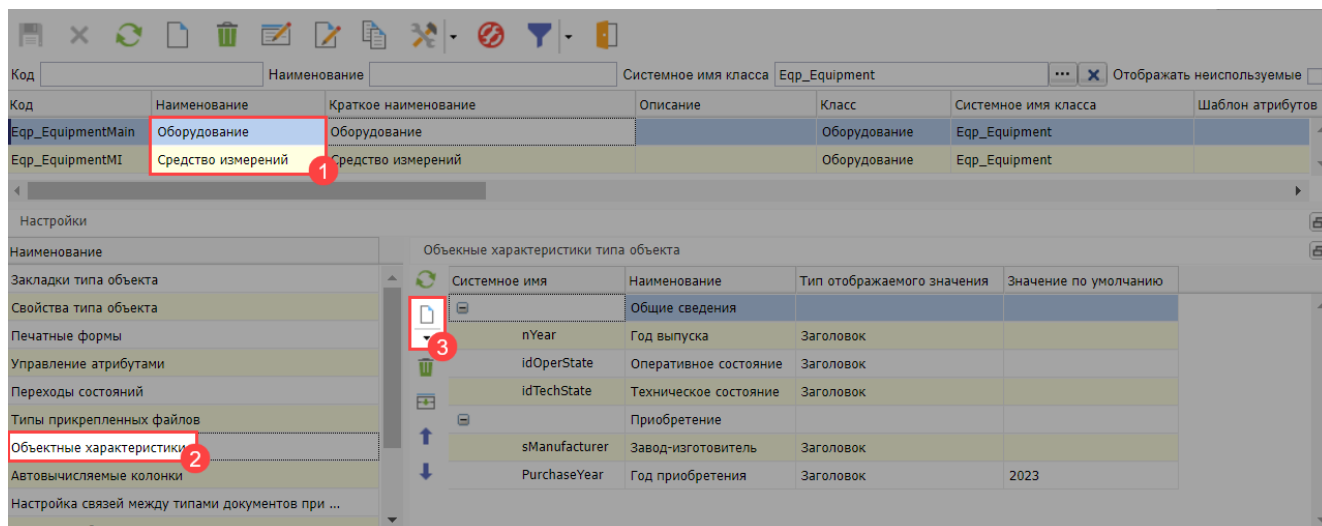 Код Наименование Системное имя класса Eqp_Equipment ... Отображать неиспользуемые
Код Наименование Краткое наименование Описание Класс Системное имя класса Шаблон атрибутов
Eqp_EquipmentMain Оборудование Оборудование Оборудование Eqp_Equipment
Eqp_EquipmentMI Средство измерений Средство измерений Оборудование Eqp_Equipment
1
Настройки
Наименование Объекные характеристики типа объекта
Закладки типа объекта Системное имя Наименование Тип отображаемого значения Значение по умолчанию
Свойства типа объекта Общие сведения
Печатные формы nYear Год выпуска Заголовок
3
Управление атрибутами idOperState Оперативное состояние Заголовок
Переходы состояний idTechState Техническое состояние Заголовок
Типы прикрепленных файлов Приобретение
Объектные характеристики sManufacturer Завод-изготовитель Заголовок
2
Автовычисляемые колонки PurchaseYear Год приобретения Заголовок 2023
Настройка связей между типами документов при ...